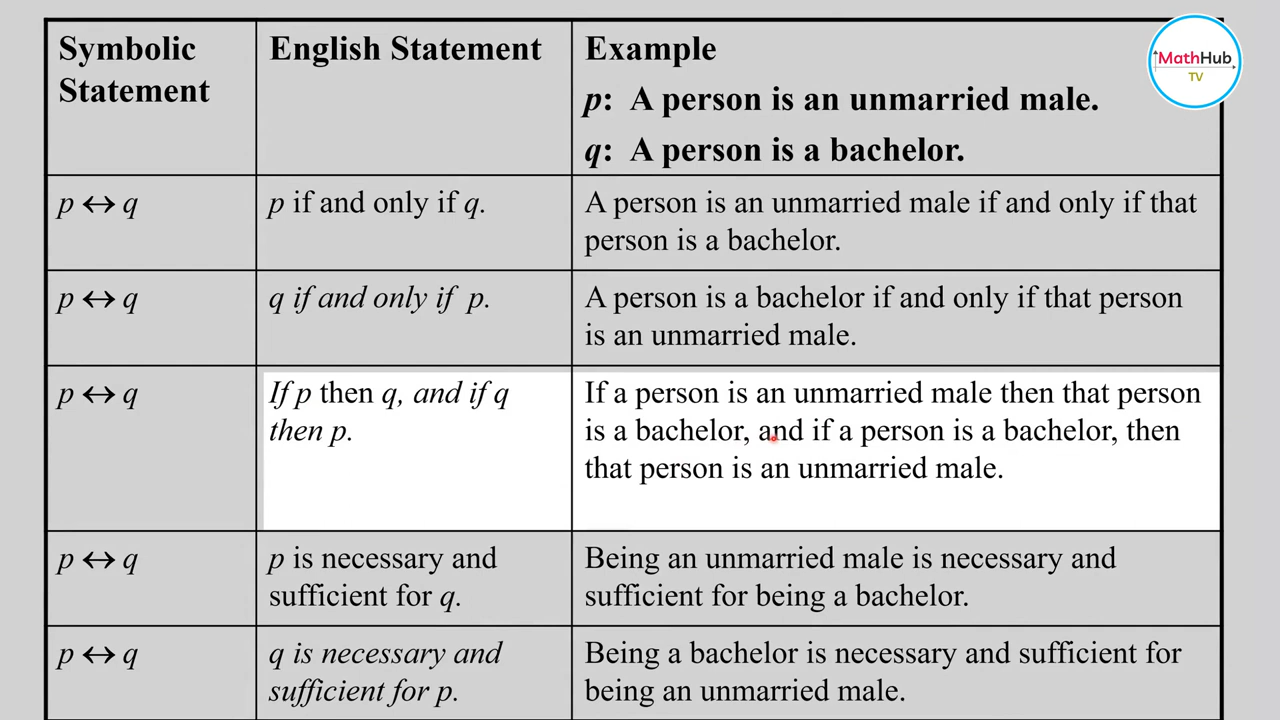 Symbolic Statement
English Statement
Example
p: A person is an unmarried male.
q: A person is a bachelor.
MathHub
TV
p ↔ q
p if and only if q.
A person is an unmarried male if and only if that
person is a bachelor.
p ↔ q
q if and only if p.
A person is a bachelor if and only if that person
is an unmarried male.
p ↔ q
If p then q, and if q
then p.
If a person is an unmarried male then that person
is a bachelor, and if a person is a bachelor, then
that person is an unmarried male.
p ↔ q
p is necessary and
sufficient for q.
Being an unmarried male is necessary and
sufficient for being a bachelor.
p ↔ q
q is necessary and
sufficient for p.
Being a bachelor is necessary and sufficient for
being an unmarried male.